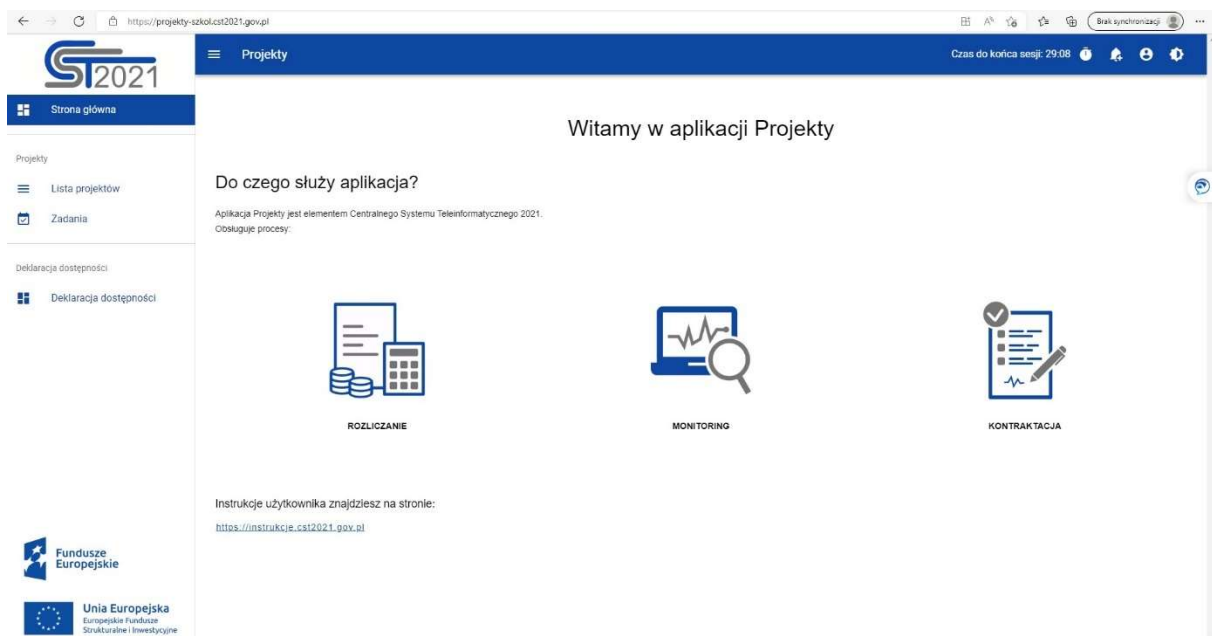 https://projekty-szkol.cst2021.gov.pl
Brak synchronizacji
ST2021
Projekty
Czas do końca sesji: 29:08
Strona główna
Witamy w aplikacji Projekty
Projekty
Lista projektów
Zadania
Deklaracja dostępności
Deklaracja dostępności
Do czego służy aplikacja?
Aplikacja Projekty jest elementem Centralnego Systemu Teleinformatycznego 2021.
Obsługuje procesy:
ROZLICZANIE
MONITORING
KONTRAKTACJA
Instrukcje użytkownika znajdziesz na stronie:
https://instrukcje.cst2021.gov.pl
Fundusze
Europejskie
Unia Europejska
Europejskie Fundusze
Strukturalne i Inwestycyjne